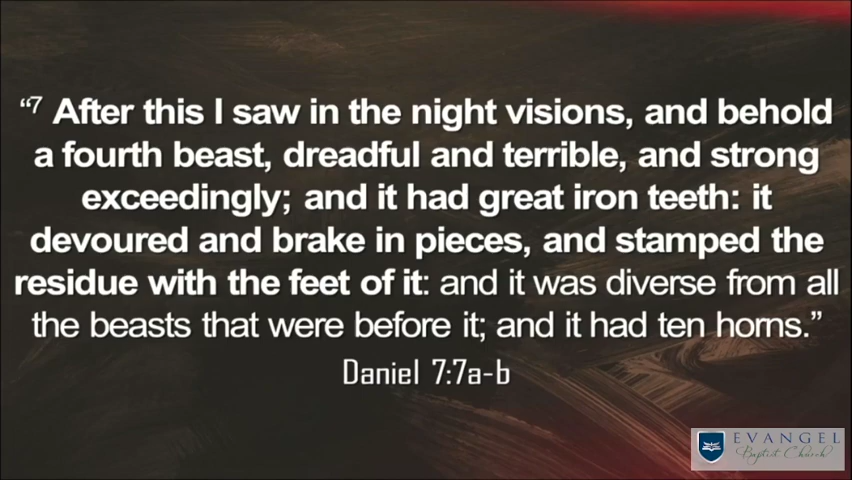 “7 After this I saw in the night visions, and behold
a fourth beast, dreadful and terrible, and strong
exceedingly; and it had great iron teeth: it
devoured and brake in pieces, and stamped the
residue with the feet of it: and it was diverse from all
the beasts that were before it; and it had ten horns.”
Daniel 7:7a-b
EVANGEL
Baptist Church